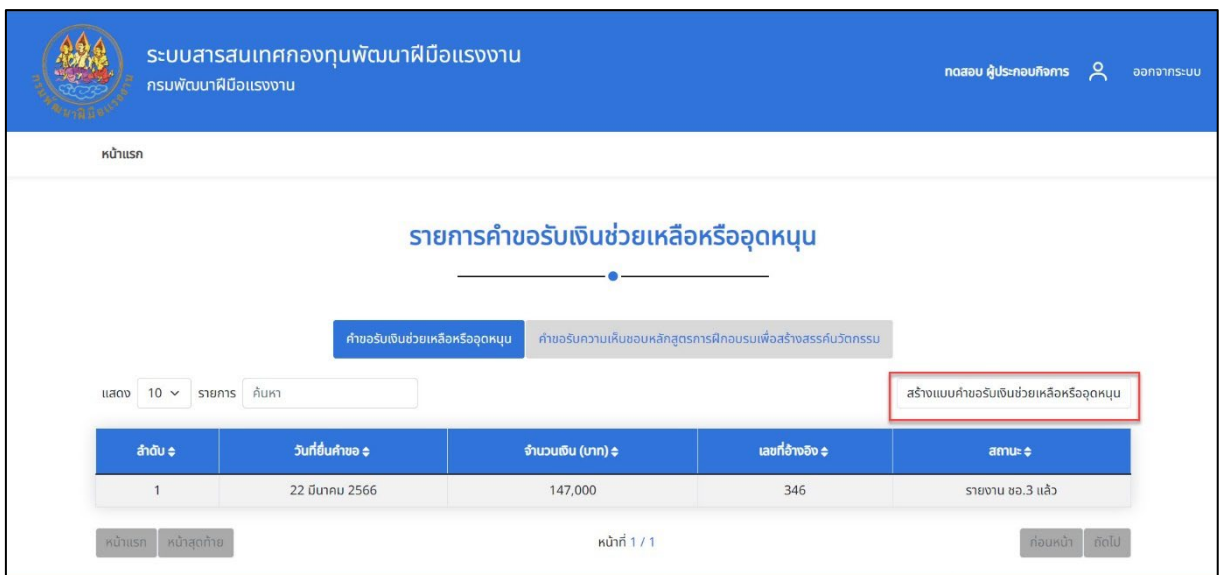 ระบบสารสนเทศกองทุนพัฒนาฝีมือแรงงาน
กรมพัฒนาฝีมือแรงงาน
กรมพัฒนาฝีมือแรงงาน
ทดสอบ ผู้ประกอบกิจการ ออกจากระบบ
หน้าแรก
รายการคำขอรับเงินช่วยเหลือหรืออุดหนุน
คำขอรับเงินช่วยเหลือหรืออุดหนุน คำขอรับความเห็นชอบหลักสูตรการฝึกอบรมเพื่อสร้างสรรค์นวัตกรรม
แสดง 10 รายการ ค้นหา สร้างแบบคำขอรับเงินช่วยเหลือหรืออุดหนุน
ลำดับ วันที่ยื่นคำขอ จำนวนเงิน (บาท) เลขที่อ้างอิง สถานะ
1 22 มีนาคม 2566 147,000 346 รายงาน ชอ.3 แล้ว
หน้าแรก หน้าสุดท้าย หน้าที่ 1 / 1 ก่อนหน้า ถัดไป